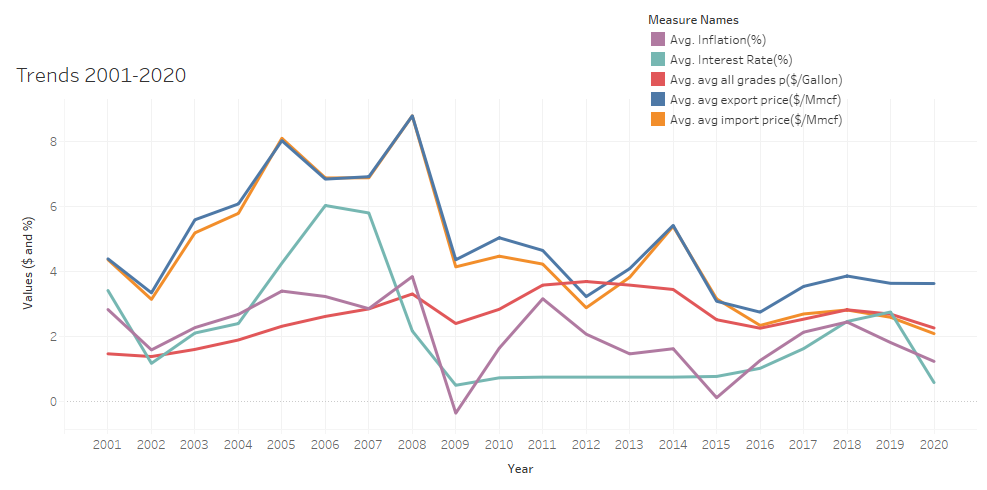 Measure Names
Avg. Inflation(%)
Avg. Interest Rate(%)
Avg. avg all grades p($/Gallon)
Avg. avg export price($/Mmcf)
Avg. avg import price($/Mmcf)
Trends 2001-2020
Values ($ and %)
8
6
4
2
0
2001 2002 2003 2004 2005 2006 2007 2008 2009 2010 2011 2012 2013 2014 2015 2016 2017 2018 2019 2020
Year